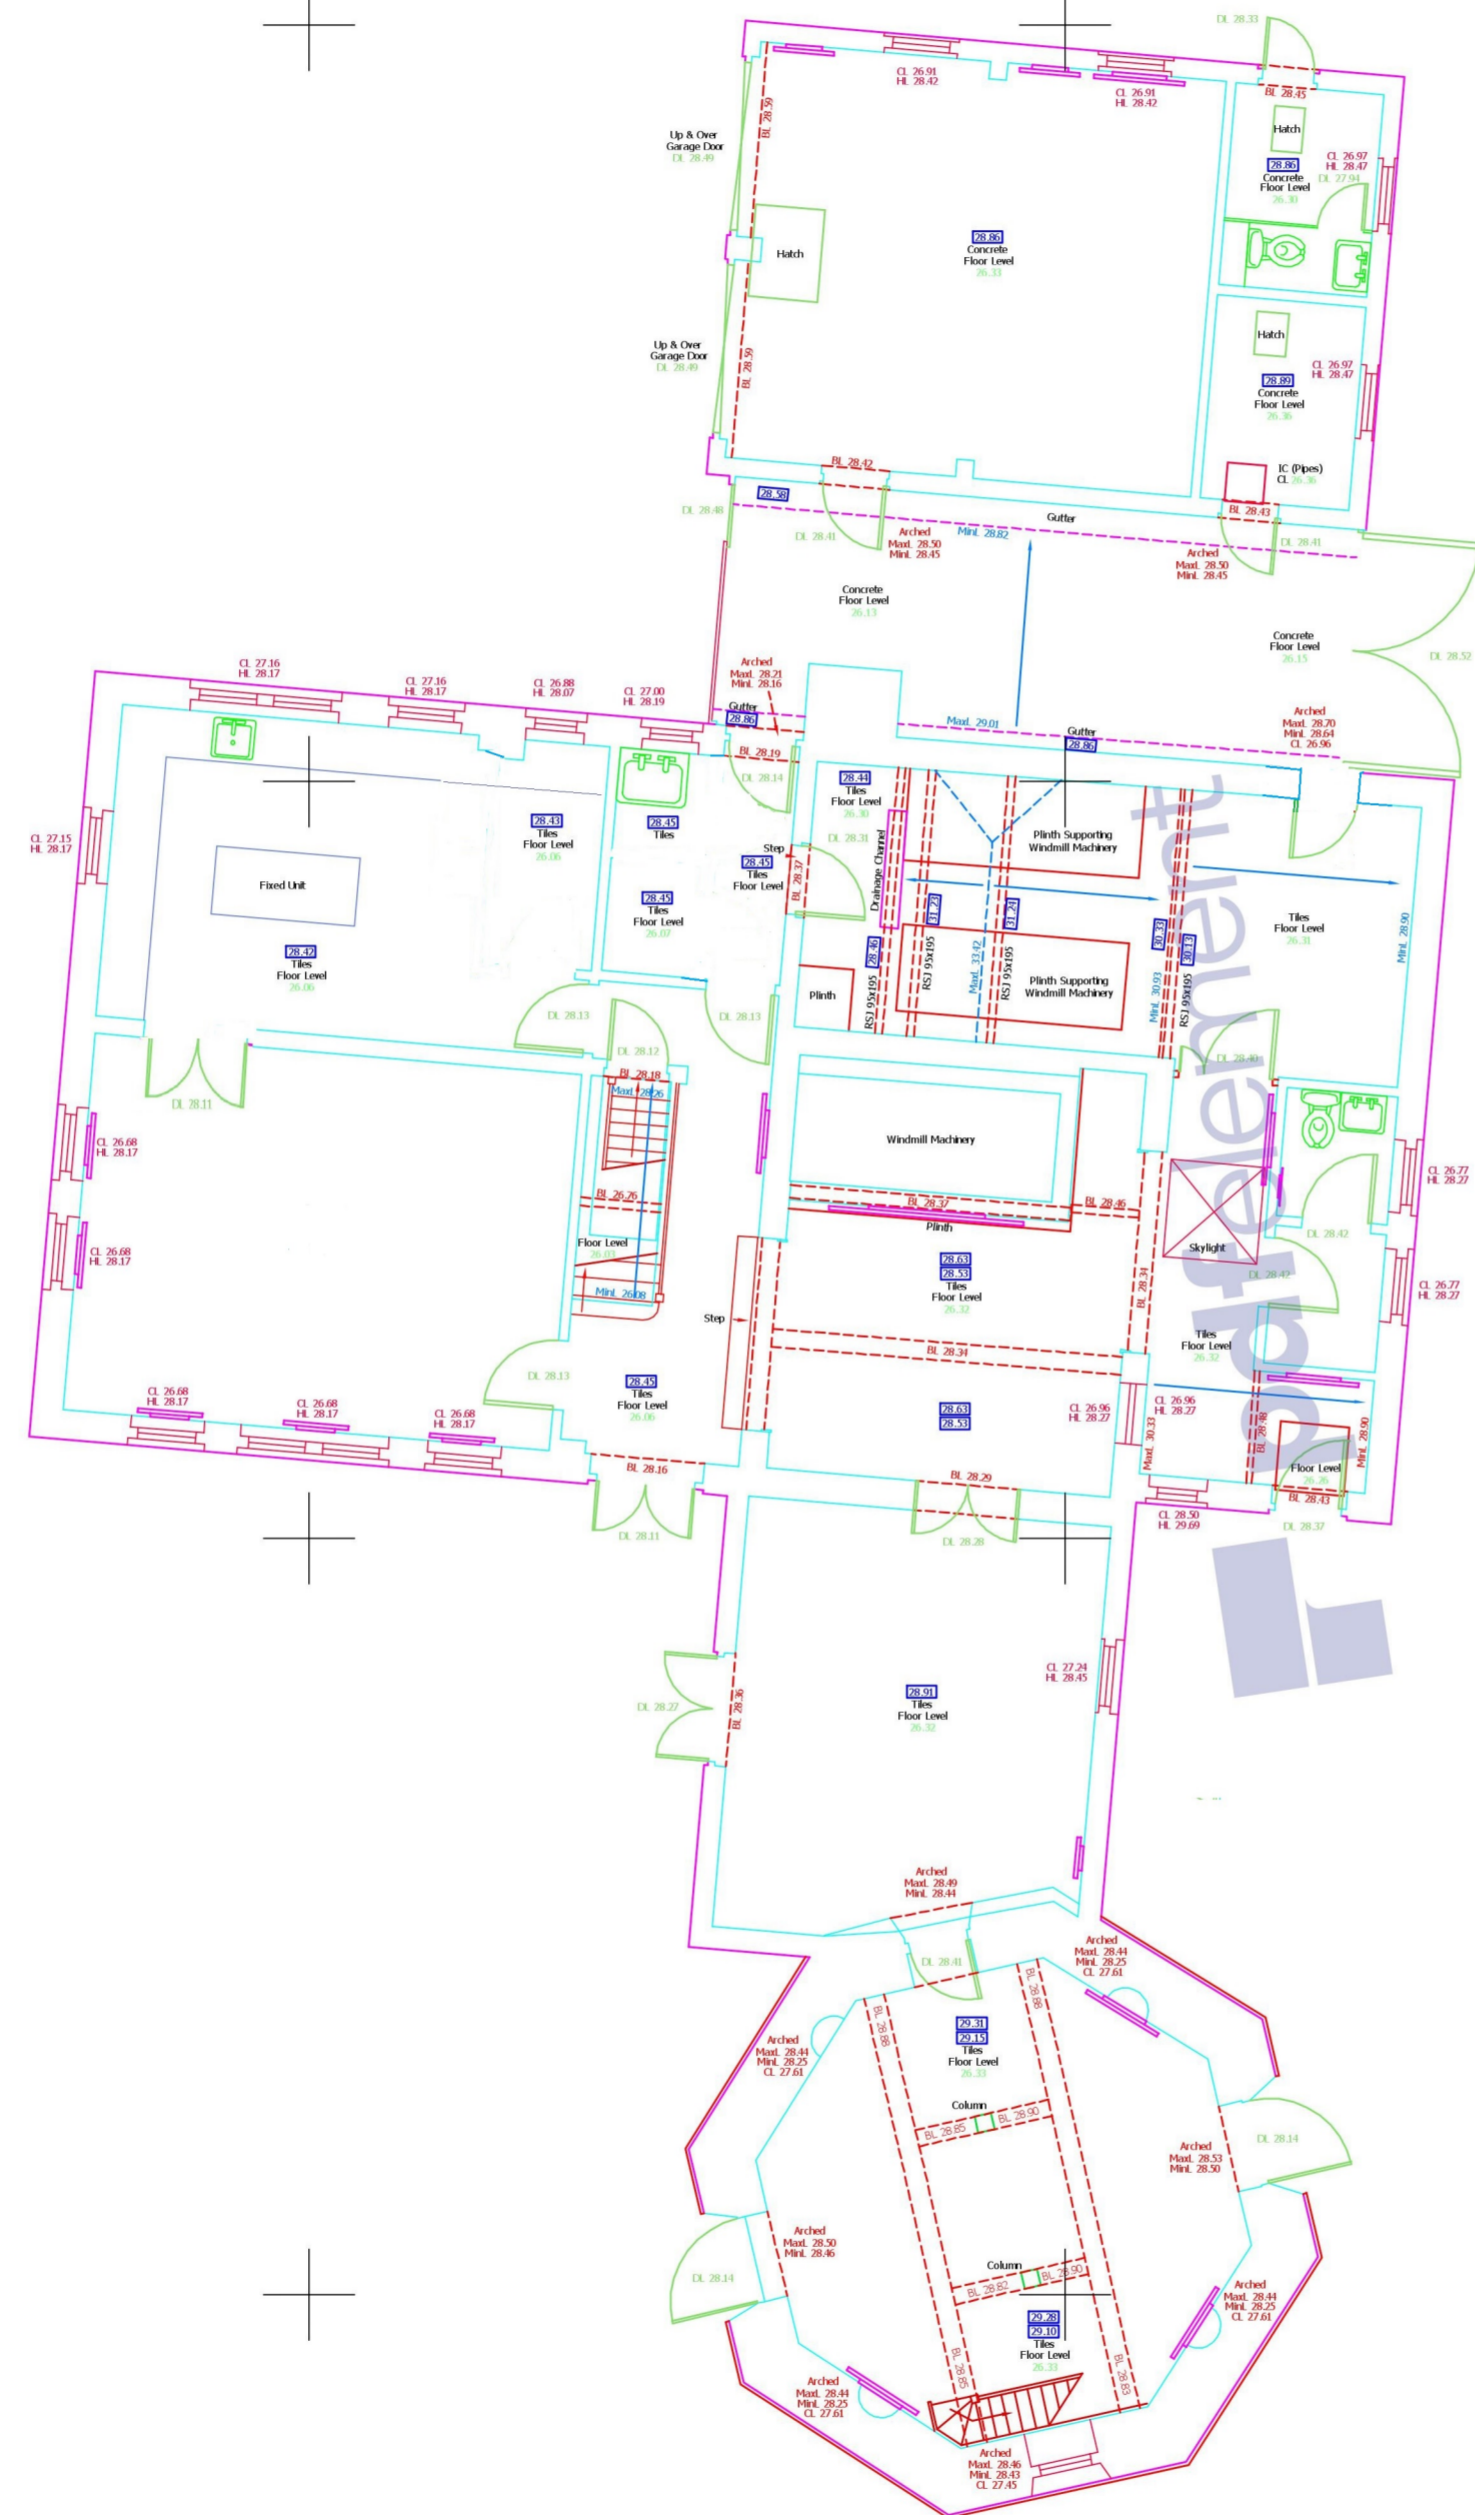 DL 28.33
CL 26.91
HL 28.42
CL 26.91
HL 28.42
BL 28.45
BL 28.59
Up & Over
Garage Door
DL 28.49
Hatch
28.86
Concrete
Floor Level
26.30
CL 26.97
HL 28.47
DL 27.94
Hatch
28.86
Concrete
Floor Level
26.33
Up & Over
Garage Door
DL 28.49
BL 28.59
Hatch
28.89
Concrete
Floor Level
26.36
CL 26.97
HL 28.47
IC (Pipes)
CL 26.36
BL 28.42
BL 28.43
DL 28.48
28.58
Gutter
DL 28.41
Arched
MaxL 28.50
MinL 28.45
MinL 28.82
Arched
MaxL 28.50
MinL 28.45
DL 28.41
Concrete
Floor Level
26.13
Concrete
Floor Level
26.15
DL 28.52
CL 27.16
HL 28.17
CL 27.16
HL 28.17
CL 26.88
HL 28.07
CL 27.00
HL 28.19
Arched
MaxL 28.21
MinL 28.16
Gutter
28.86
BL 28.19
DL 28.14
MaxL 29.01
Gutter
28.86
Arched
MaxL 28.70
MinL 28.64
CL 26.96
CL 27.15
HL 28.17
Fixed Unit
28.42
Tiles
Floor Level
26.06
28.43
Tiles
Floor Level
26.06
28.45
Tiles
28.45
Tiles
Floor Level
26.07
Step
28.45
Tiles
Floor Level
BL 28.37
28.44
Tiles
Floor Level
26.30
DL 28.31
Drainage Channel
Plinth Supporting
Windmill Machinery
31.23
31.24
28.46
RSJ 95x195
RSJ 95x195
MaxL 33.42
RSJ 95x195
Plinth Supporting
Windmill Machinery
Plinth
30.33
30.13
MinL 30.93
RSJ 95x195
Tiles
Floor Level
26.31
MinL 28.90
DL 28.13
DL 28.12
DL 28.13
DL 28.40
DL 28.11
BL 28.18
MaxL 28.26
Windmill Machinery
CL 26.68
HL 28.17
CL 26.77
HL 28.27
BL 26.76
BL 28.37
BL 28.46
Plinth
CL 26.68
HL 28.17
Floor Level
26.03
MinL 26.08
Step
28.63
28.53
Tiles
Floor Level
26.32
BL 28.34
Skylight
DL 28.42
DL 28.42
CL 26.77
HL 28.27
Tiles
Floor Level
26.32
BL 28.34
DL 28.13
28.45
Tiles
Floor Level
26.06
CL 26.68
HL 28.17
CL 26.68
HL 28.17
CL 26.68
HL 28.17
28.63
28.53
CL 26.96
HL 28.27
CL 26.96
HL 28.27
MaxL 30.33
MinL 28.90
Floor Level
26.26
BL 28.43
BL 28.16
BL 28.29
DL 28.11
DL 28.28
CL 28.50
HL 29.69
DL 28.37
pdfelement
DL 28.27
BL 28.36
28.91
Tiles
Floor Level
26.32
CL 27.24
HL 28.45
Arched
MaxL 28.49
MinL 28.44
DL 28.41
Arched
MaxL 28.44
MinL 28.25
CL 27.61
BL 28.88
BL 28.88
29.31
29.15
Tiles
Floor Level
26.33
Arched
MaxL 28.44
MinL 28.25
CL 27.61
Column
BL 28.85
BL 28.90
Arched
MaxL 28.53
MinL 28.50
DL 28.14
Arched
MaxL 28.50
MinL 28.46
DL 28.14
Column
BL 28.82
BL 28.90
29.28
29.10
Tiles
Floor Level
26.33
Arched
MaxL 28.44
MinL 28.25
CL 27.61
BL 28.85
BL 28.83
Arched
MaxL 28.44
MinL 28.25
CL 27.61
Arched
MaxL 28.46
MinL 28.43
CL 27.45